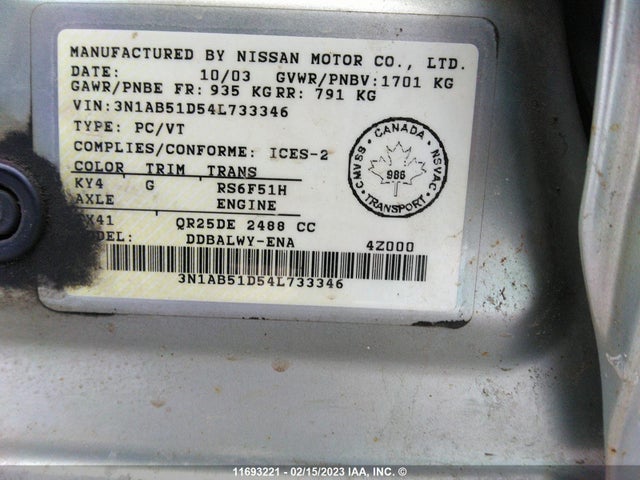 MANUFACTURED BY NISSAN MOTOR CO., LTD.
DATE: 10/03 GVWR/PNBV:1701 KG
GAWR/PNBE FR: 935 KG RR: 791 KG
VIN:3N1AB51D54L733346
TYPE: PC/VT
COMPLIES/CONFORME: ICES-2
COLOR TRIM TRANS
KY4 G RS6F51H
AXLE ENGINE
X41 QR25DE 2488 CC
DEL: DDBALWY-ENA 4Z000
3N1AB51D54L733346
CANADA
CMVSS
NSVAC
986
TRANSPORT
11693221 - 02/15/2023 IAA, INC. ©